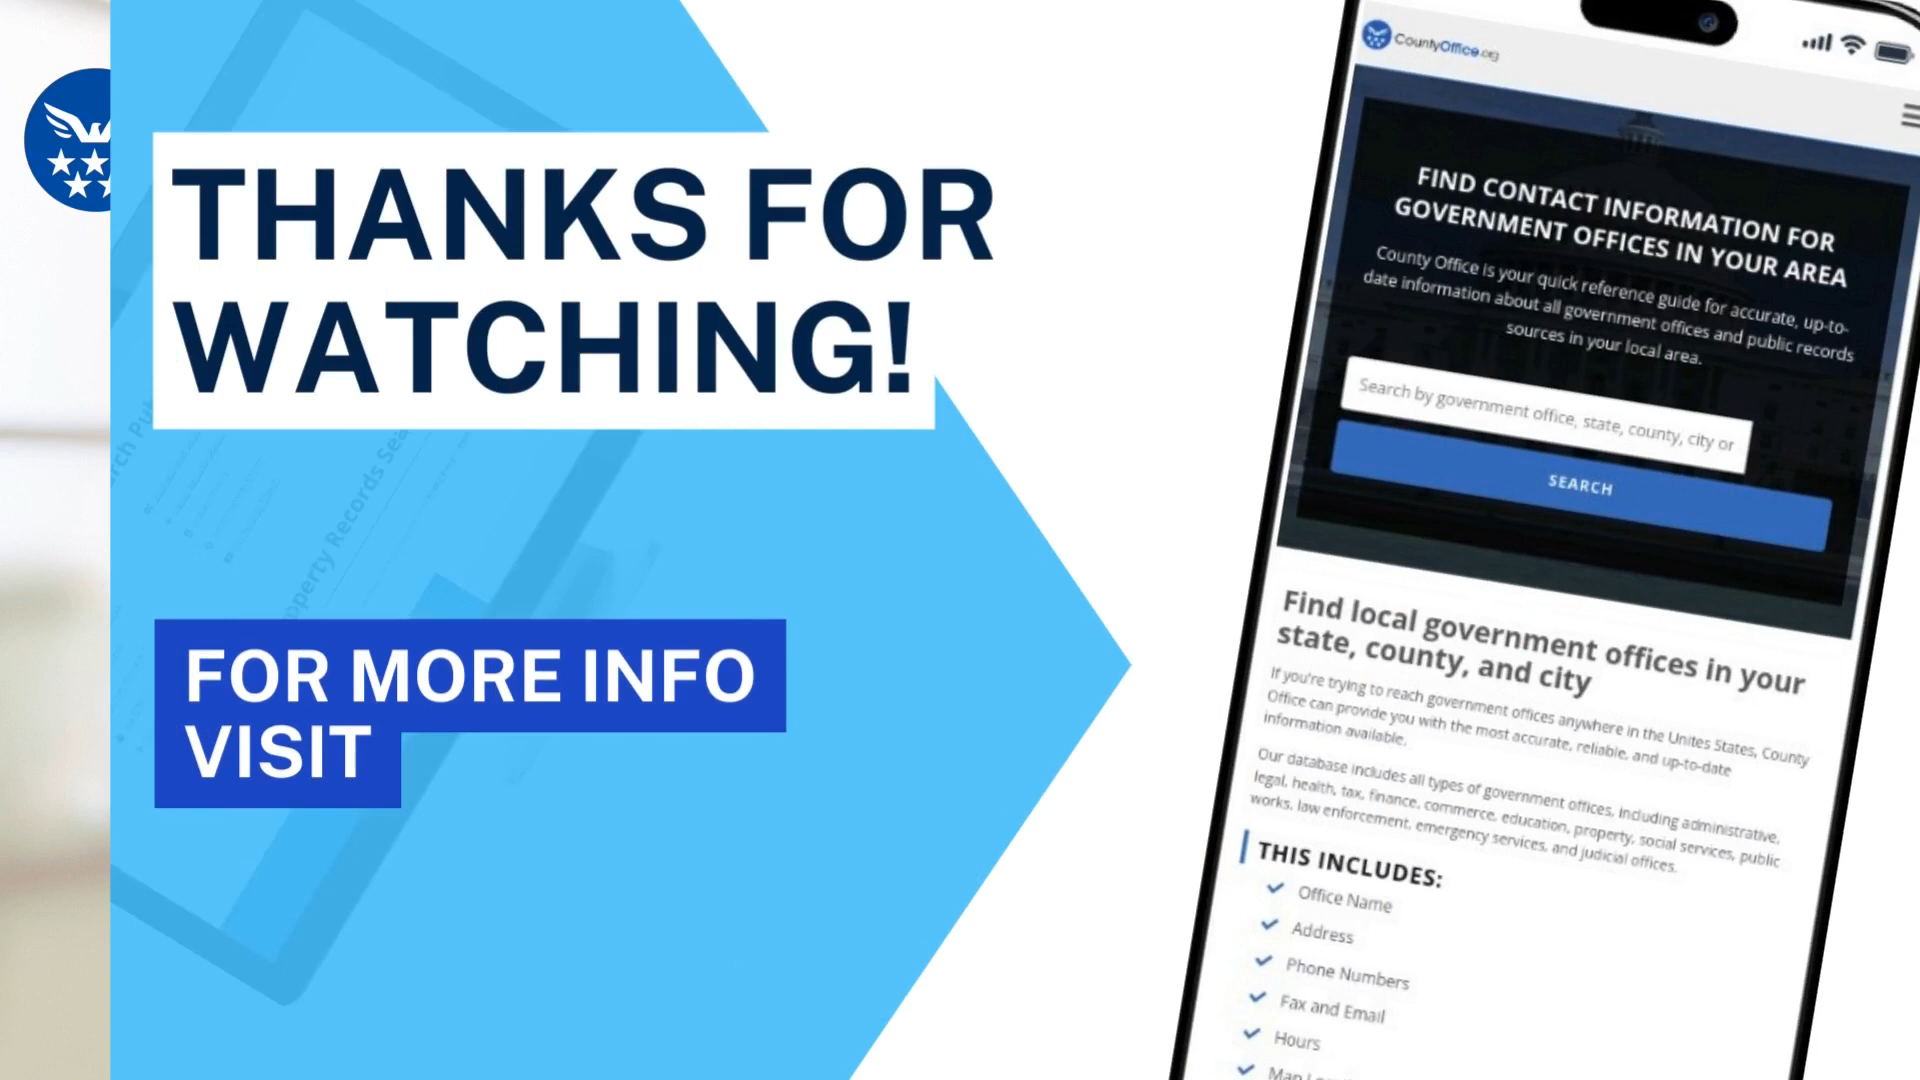 THANKS FOR
WATCHING!
FOR MORE INFO
VISIT
CountyOffice.org
FIND CONTACT INFORMATION FOR
GOVERNMENT OFFICES IN YOUR AREA
County Office is your quick reference guide for accurate, up-to-
date information about all government offices and public records
sources in your local area.
Search by government office, state, county, city or
SEARCH
Find local government offices in your
state, county, and city
If you're trying to reach government offices anywhere in the Unites States, County
Office can provide you with the most accurate, reliable, and up-to-date
information available.
Our database includes all types of government offices, including administrative,
legal, health, tax, finance, commerce, education, property, social services, public
works, law enforcement, emergency services, and judicial offices.
THIS INCLUDES:
Office Name
Address
Phone Numbers
Fax and Email
Hours
Map
Records